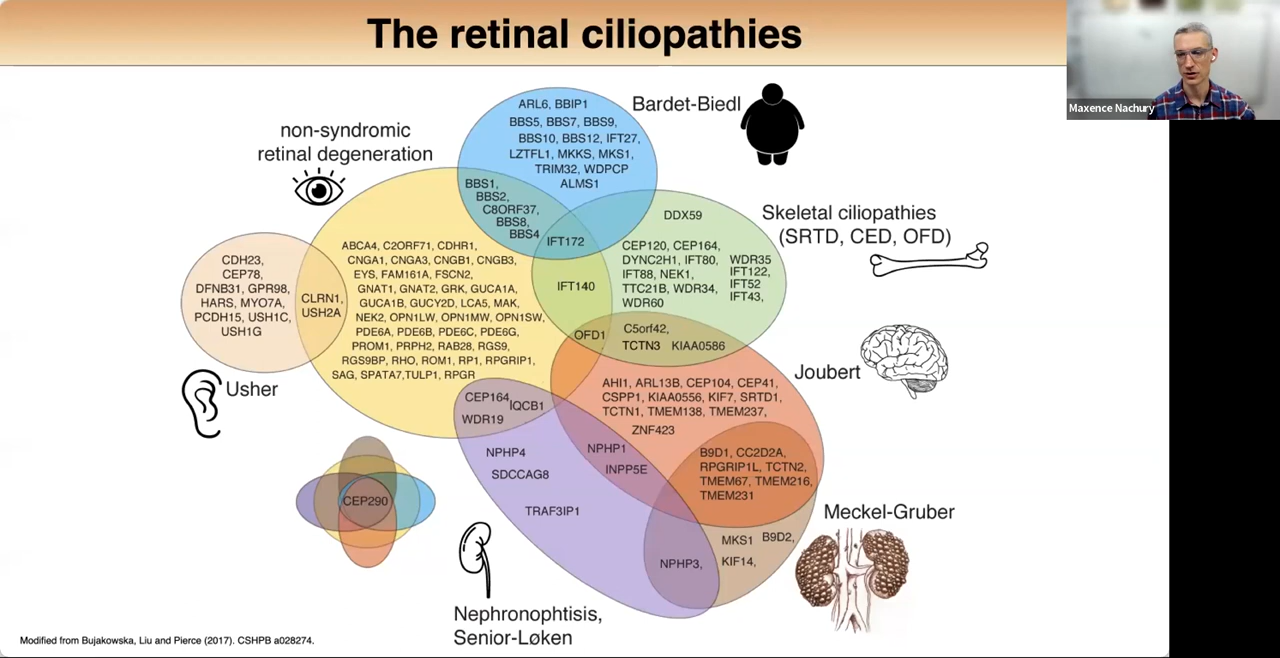 The retinal ciliopathies
Maxence Nachury
Bardet-Biedl
ARL6, BBIP1
BBS5, BBS7, BBS9,
BBS10, BBS12, IFT27,
LZTFL1, MKKS, MKS1,
TRIM32, WDPCP
ALMS1
non-syndromic
retinal degeneration
BBS1,
BBS2,
C8ORF37,
BBS8,
BBS4
IFT172
Skeletal ciliopathies
(SRTD, CED, OFD)
DDX59
CEP120, CEP164,
DYNC2H1, IFT80,
IFT88, NEK1,
TTC21B, WDR34,
WDR60
WDR35
IFT122,
IFT52
IFT43,
IFT140
CDH23,
CEP78,
DFNB31, GPR98,
HARS, MYO7A,
PCDH15, USH1C,
USH1G
CLRN1,
USH2A
Usher
ABCA4, C2ORF71, CDHR1,
CNGA1, CNGA3, CNGB1, CNGB3,
EYS, FAM161A, FSCN2,
GNAT1, GNAT2, GRK, GUCA1A,
GUCA1B, GUCY2D, LCA5, MAK,
NEK2, OPN1LW, OPN1MW, OPN1SW,
PDE6A, PDE6B, PDE6C, PDE6G,
PROM1, PRPH2, RAB28, RGS9,
RGS9BP, RHO, ROM1, RP1, RPGRIP1,
SAG, SPATA7,TULP1, RPGR
OFD1
C5orf42,
TCTN3 KIAA0586
Joubert
AHI1, ARL13B, CEP104, CEP41,
CSPP1, KIAA0556, KIF7, SRTD1,
TCTN1, TMEM138, TMEM237,
ZNF423
CEP164,
IQCB1
WDR19
NPHP4
SDCCAG8
TRAF3IP1
NPHP1
INPP5E
B9D1, CC2D2A,
RPGRIP1L, TCTN2,
TMEM67, TMEM216,
TMEM231
Meckel-Gruber
MKS1 B9D2,
KIF14,
NPHP3,
CEP290
Nephronophtisis,
Senior-Løken
Modified from Bujakowska, Liu and Pierce (2017). CSHPB a028274.